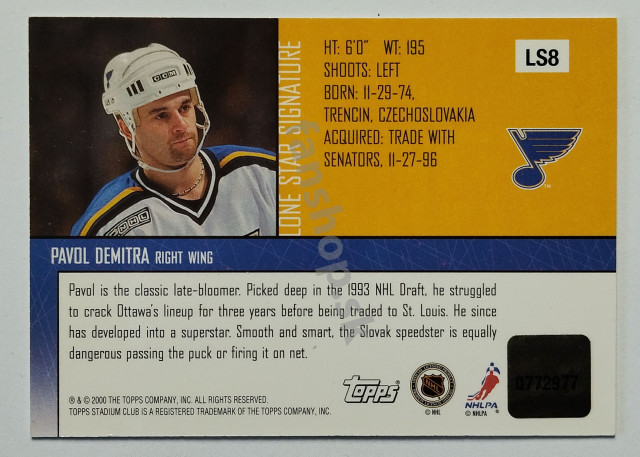 HT: 6'0" WT: 195
SHOOTS: LEFT
BORN: 11-29-74,
TRENCIN, CZECHOSLOVAKIA
ACQUIRED: TRADE WITH
SENATORS, 11-27-96
LS8
LONE STAR SIGNATURE
CCM
NHL
PAVOL DEMITRA RIGHT WING
Pavol is the classic late-bloomer. Picked deep in the 1993 NHL Draft, he struggled
to crack Ottawa's lineup for three years before being traded to St. Louis. He since
has developed into a superstar. Smooth and smart, the Slovak speedster is equally
dangerous passing the puck or firing it on net.
® & © 2000 THE TOPPS COMPANY, INC. ALL RIGHTS RESERVED.
TOPPS STADIUM CLUB IS A REGISTERED TRADEMARK OF THE TOPPS COMPANY, INC.
Topps®
NHL
© NHL
NHLPA
© NHLPA
0772977